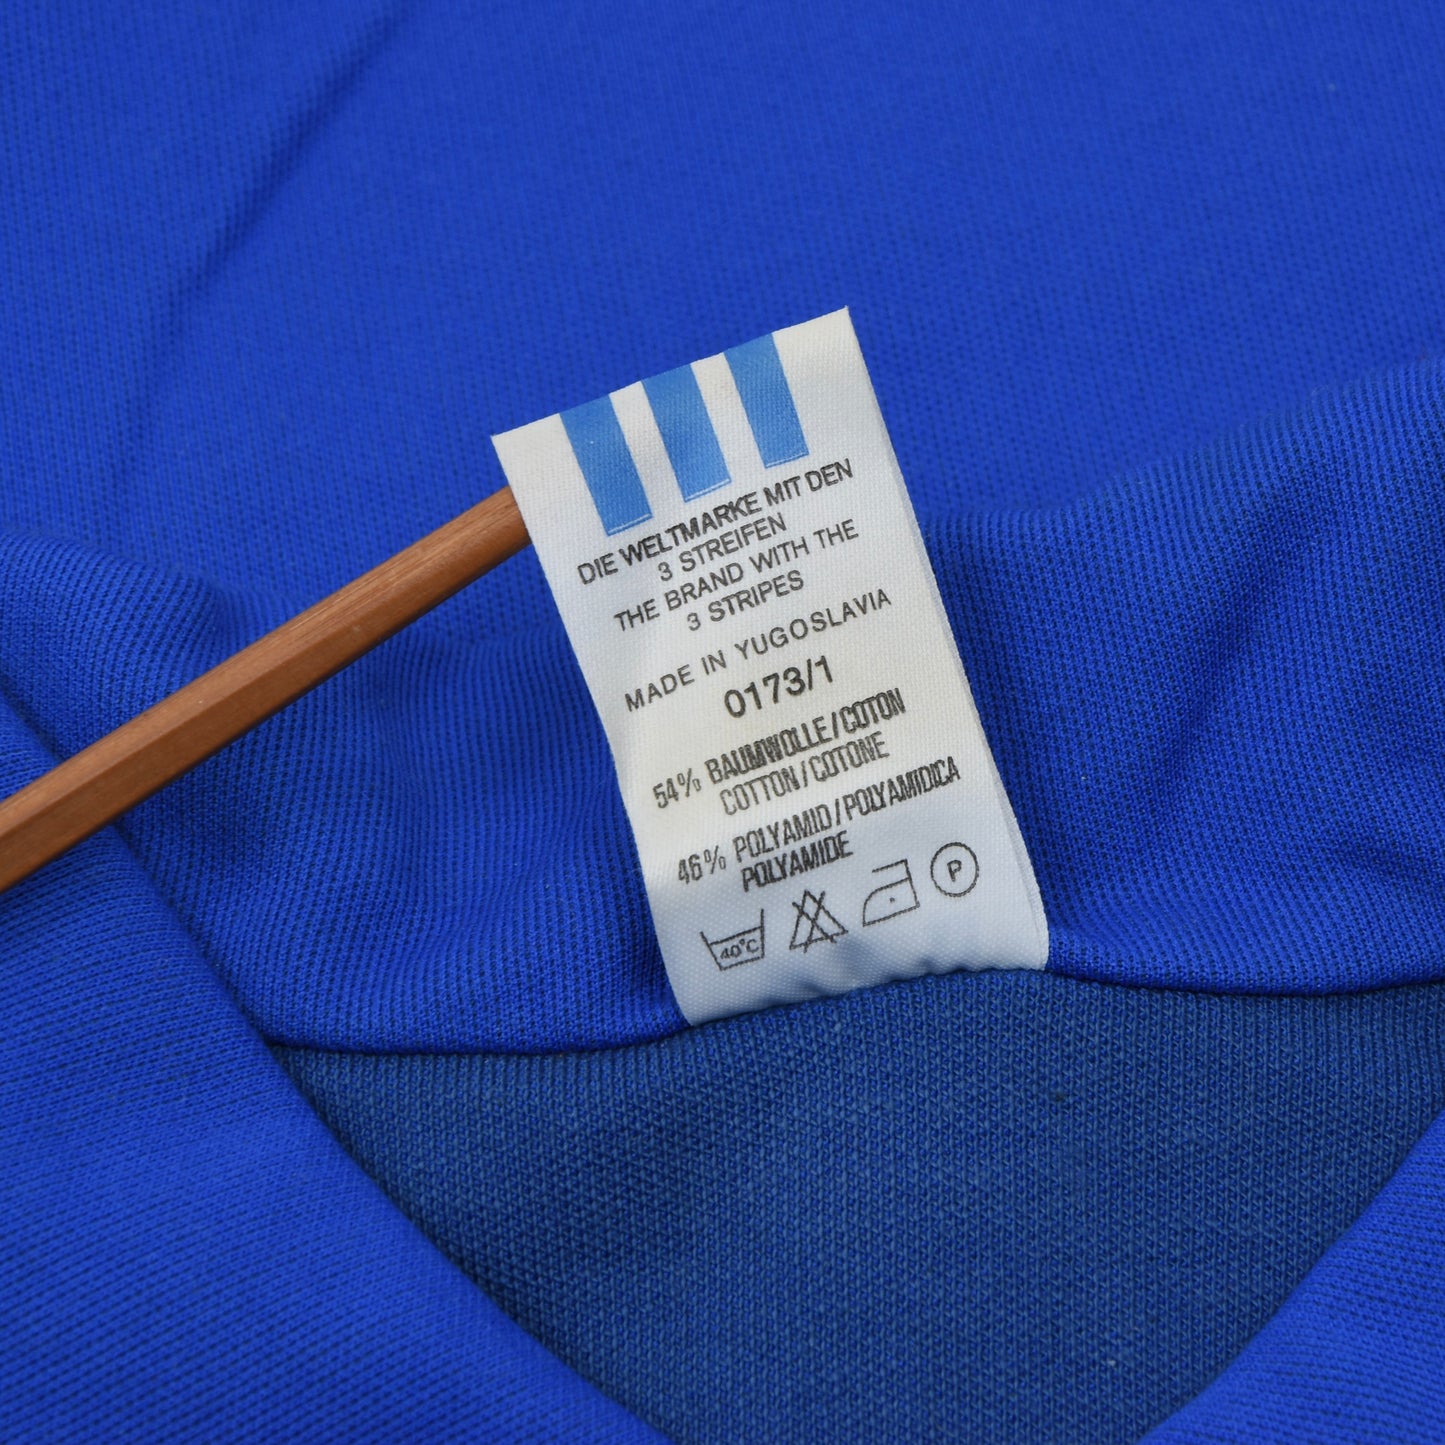 DIE WELTMARKE MIT DEN
3 STREIFEN
THE BRAND WITH THE
3 STRIPES
MADE IN YUGOSLAVIA
0173/1
54% BAUMWOLLE/COTON
COTTON/COTONE
46% POLYAMID/POLYAMIDICA
POLYAMIDE
40°C P